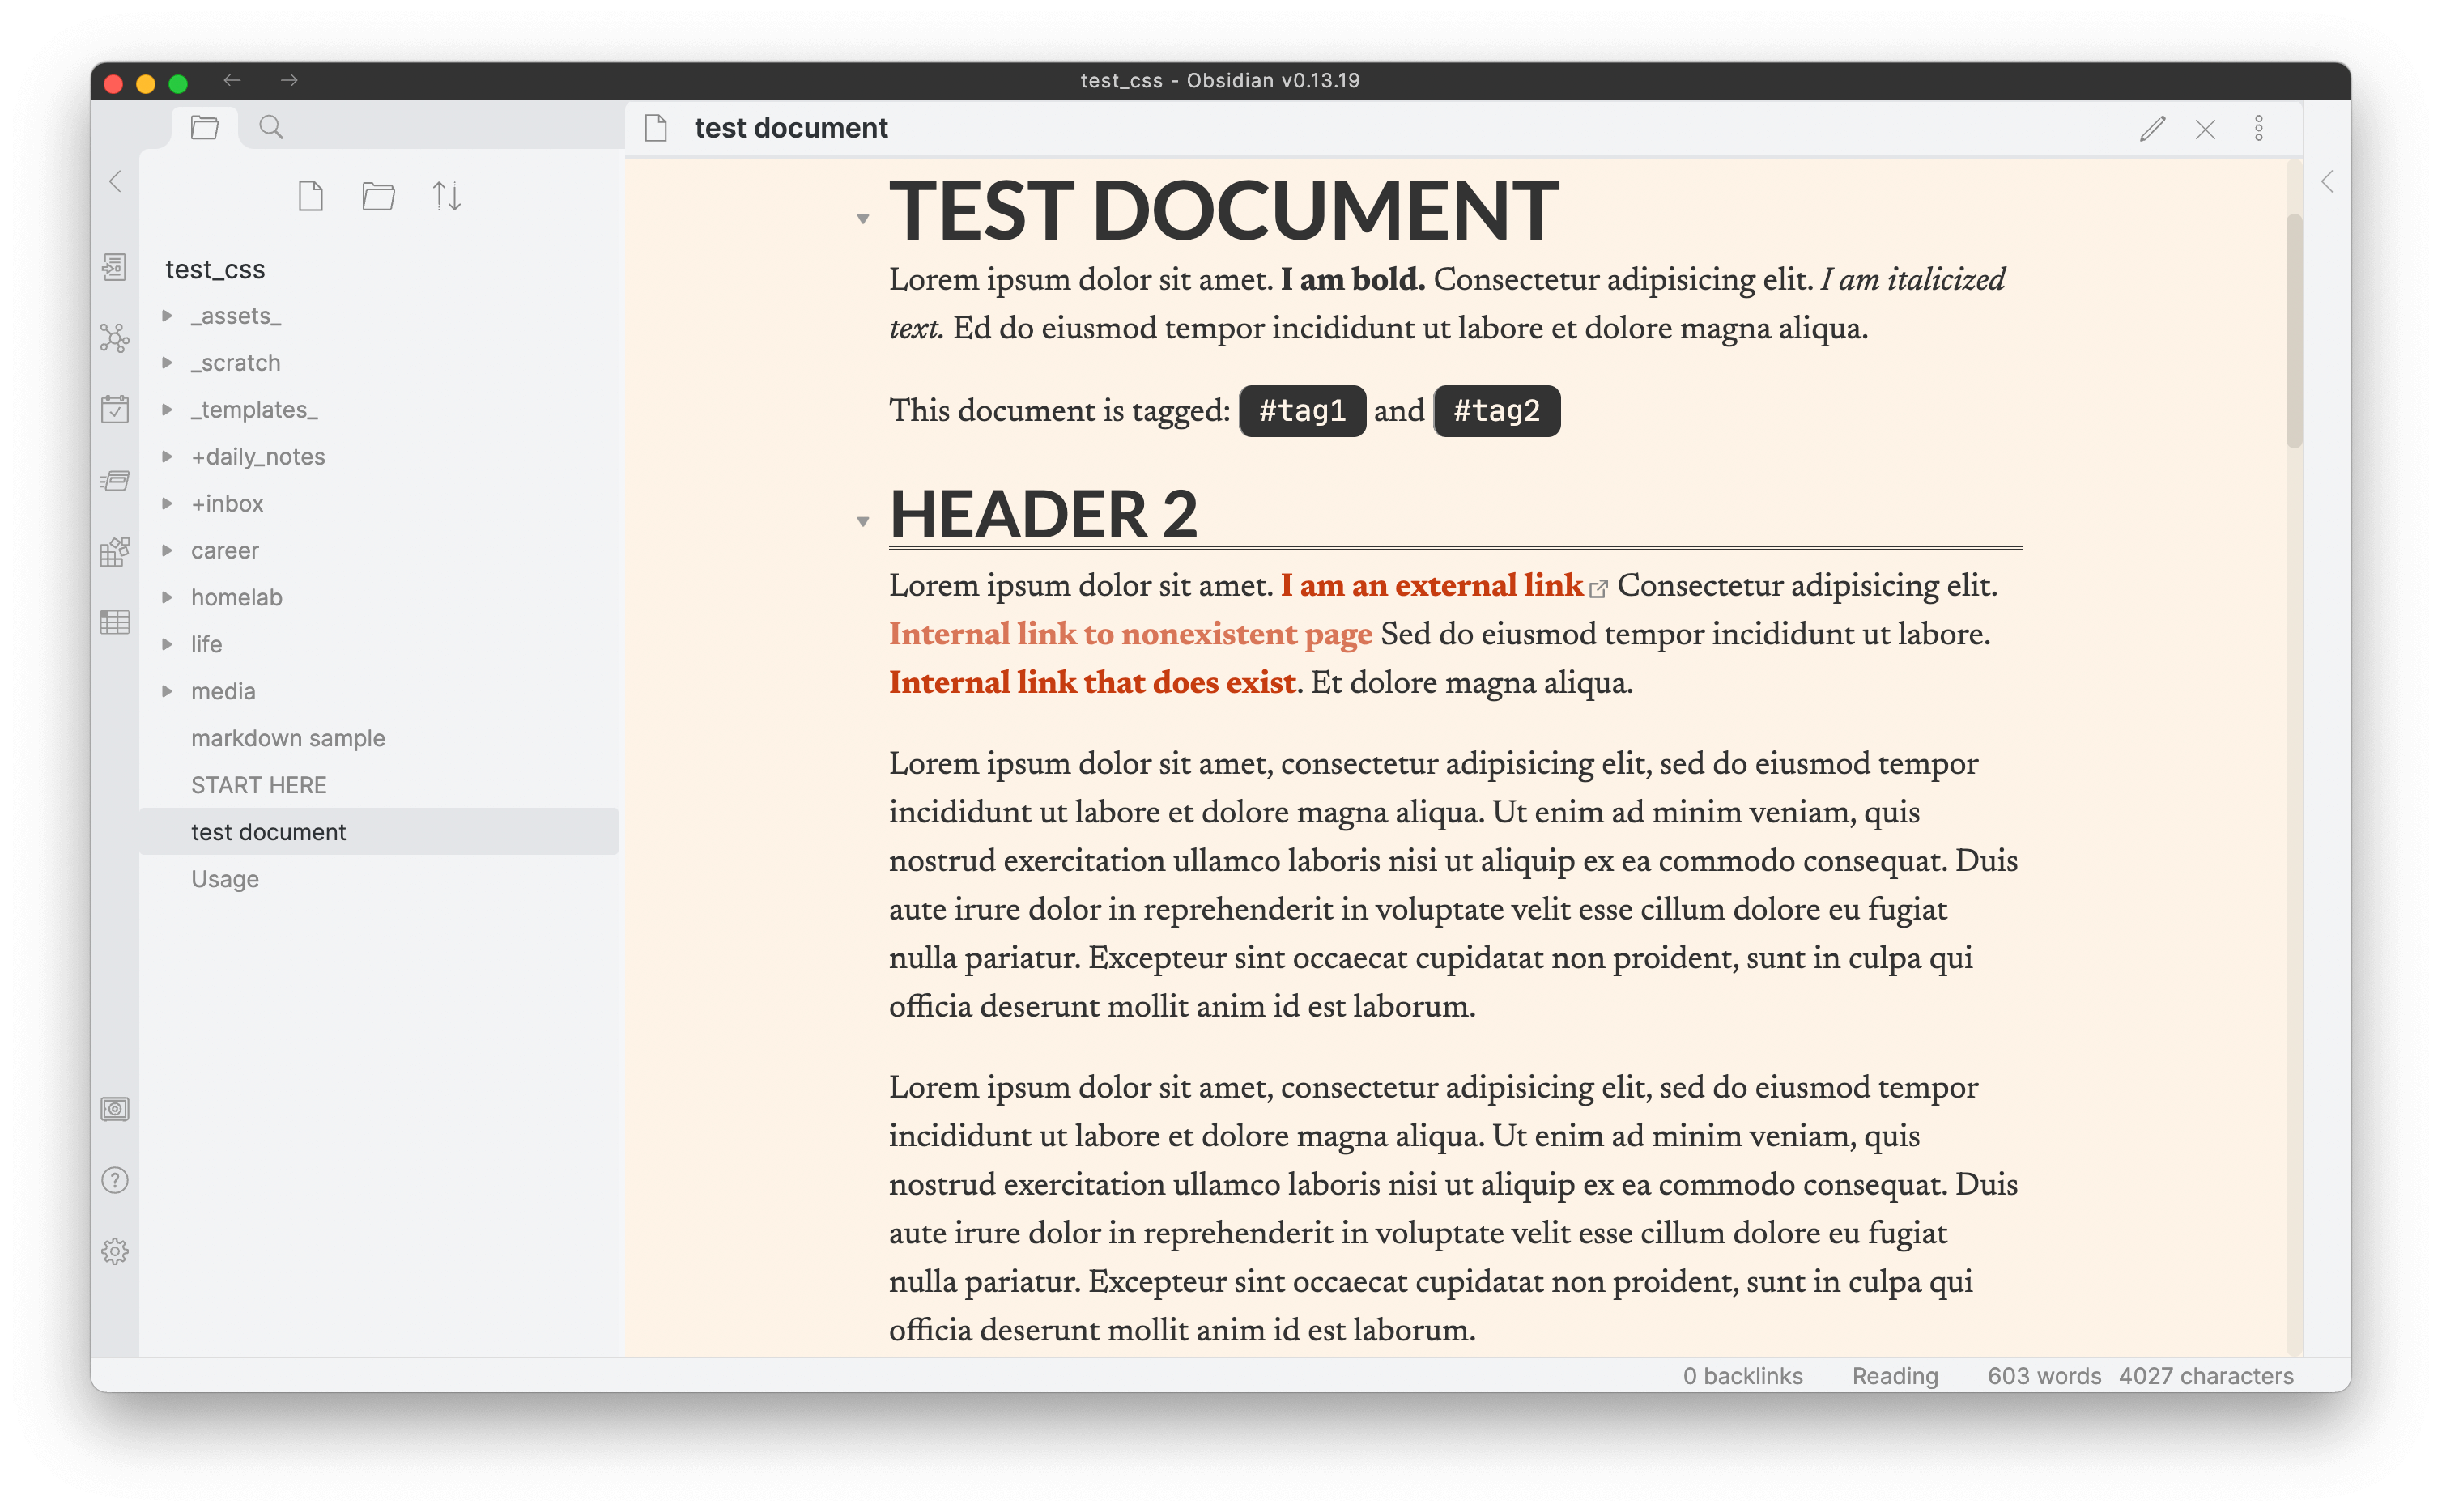 test_css - Obsidian v0.13.19
test document
test_css
_assets_
_scratch
_templates_
+daily_notes
+inbox
career
homelab
life
media
markdown sample
START HERE
test document
Usage
TEST DOCUMENT
Lorem ipsum dolor sit amet. I am bold. Consectetur adipisicing elit. I am italicized
text. Ed do eiusmod tempor incididunt ut labore et dolore magna aliqua.
This document is tagged: #tag1 and #tag2
HEADER 2
Lorem ipsum dolor sit amet. I am an external link Consectetur adipisicing elit.
Internal link to nonexistent page Sed do eiusmod tempor incididunt ut labore.
Internal link that does exist. Et dolore magna aliqua.
Lorem ipsum dolor sit amet, consectetur adipisicing elit, sed do eiusmod tempor
incididunt ut labore et dolore magna aliqua. Ut enim ad minim veniam, quis
nostrud exercitation ullamco laboris nisi ut aliquip ex ea commodo consequat. Duis
aute irure dolor in reprehenderit in voluptate velit esse cillum dolore eu fugiat
nulla pariatur. Excepteur sint occaecat cupidatat non proident, sunt in culpa qui
officia deserunt mollit anim id est laborum.
Lorem ipsum dolor sit amet, consectetur adipisicing elit, sed do eiusmod tempor
incididunt ut labore et dolore magna aliqua. Ut enim ad minim veniam, quis
nostrud exercitation ullamco laboris nisi ut aliquip ex ea commodo consequat. Duis
aute irure dolor in reprehenderit in voluptate velit esse cillum dolore eu fugiat
nulla pariatur. Excepteur sint occaecat cupidatat non proident, sunt in culpa qui
officia deserunt mollit anim id est laborum.
0 backlinks Reading 603 words 4027 characters